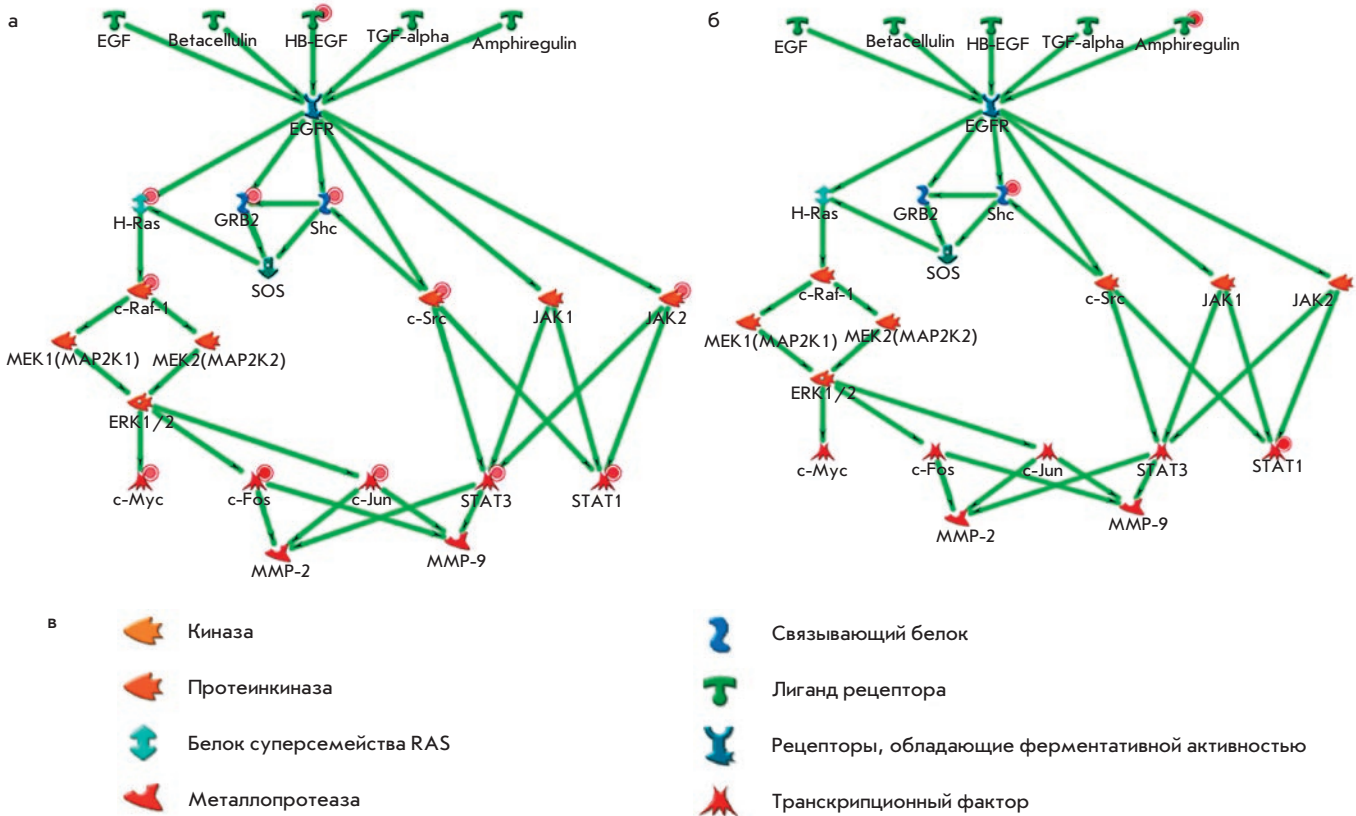 а
EGF
Betacellulin
HB-EGF
TGF-alpha
Amphiregulin
EGFR
H-Ras
GRB2
Shc
SOS
c-Raf-1
c-Src
JAK1
JAK2
MEK1(MAP2K1)
MEK2(MAP2K2)
ERK1/2
c-Myc
c-Fos
c-Jun
STAT3
STAT1
MMP-2
MMP-9
б
EGF
Betacellulin
HB-EGF
TGF-alpha
Amphiregulin
EGFR
H-Ras
GRB2
Shc
SOS
c-Raf-1
c-Src
JAK1
JAK2
MEK1(MAP2K1)
MEK2(MAP2K2)
ERK1/2
c-Myc
c-Fos
c-Jun
STAT3
STAT1
MMP-2
MMP-9
в
Киназа
Протеинкиназа
Белок суперсемейства RAS
Металлопротеаза
Связывающий белок
Лиганд рецептора
Рецепторы, обладающие ферментативной активностью
Транскрипционный фактор